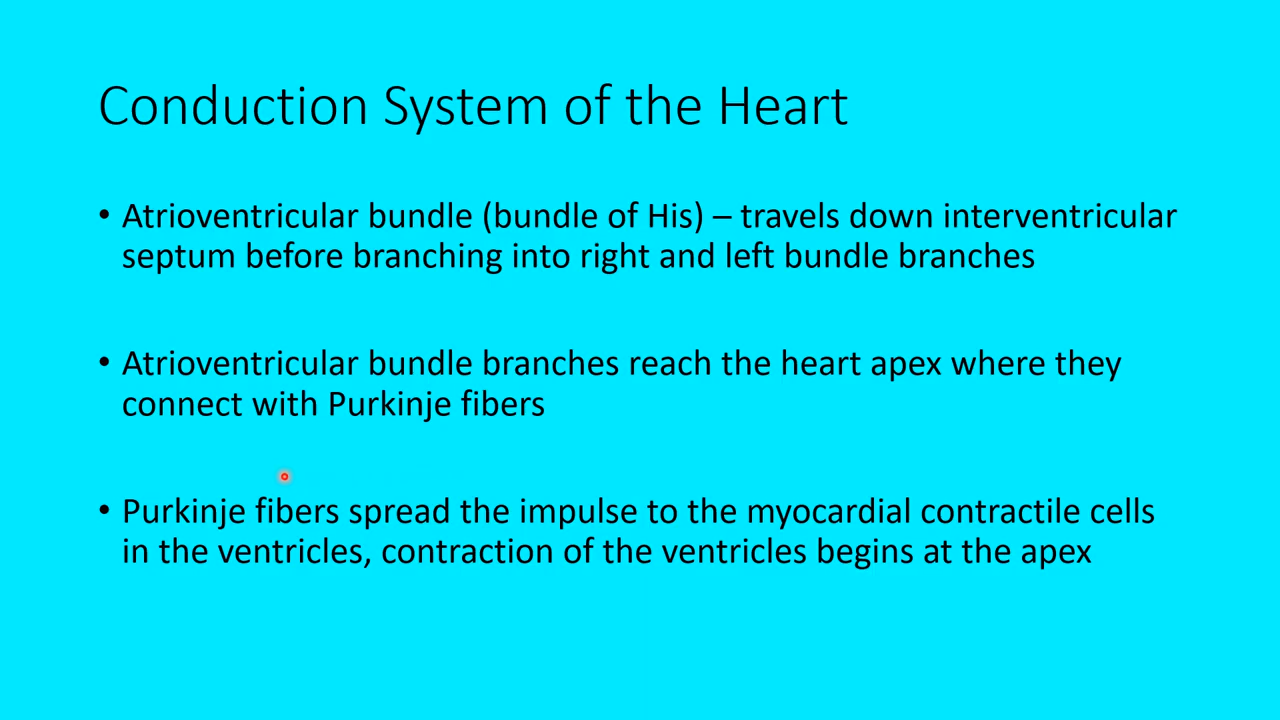 Conduction System of the Heart
• Atrioventricular bundle (bundle of His) – travels down interventricular
septum before branching into right and left bundle branches
• Atrioventricular bundle branches reach the heart apex where they
connect with Purkinje fibers
• Purkinje fibers spread the impulse to the myocardial contractile cells
in the ventricles, contraction of the ventricles begins at the apex